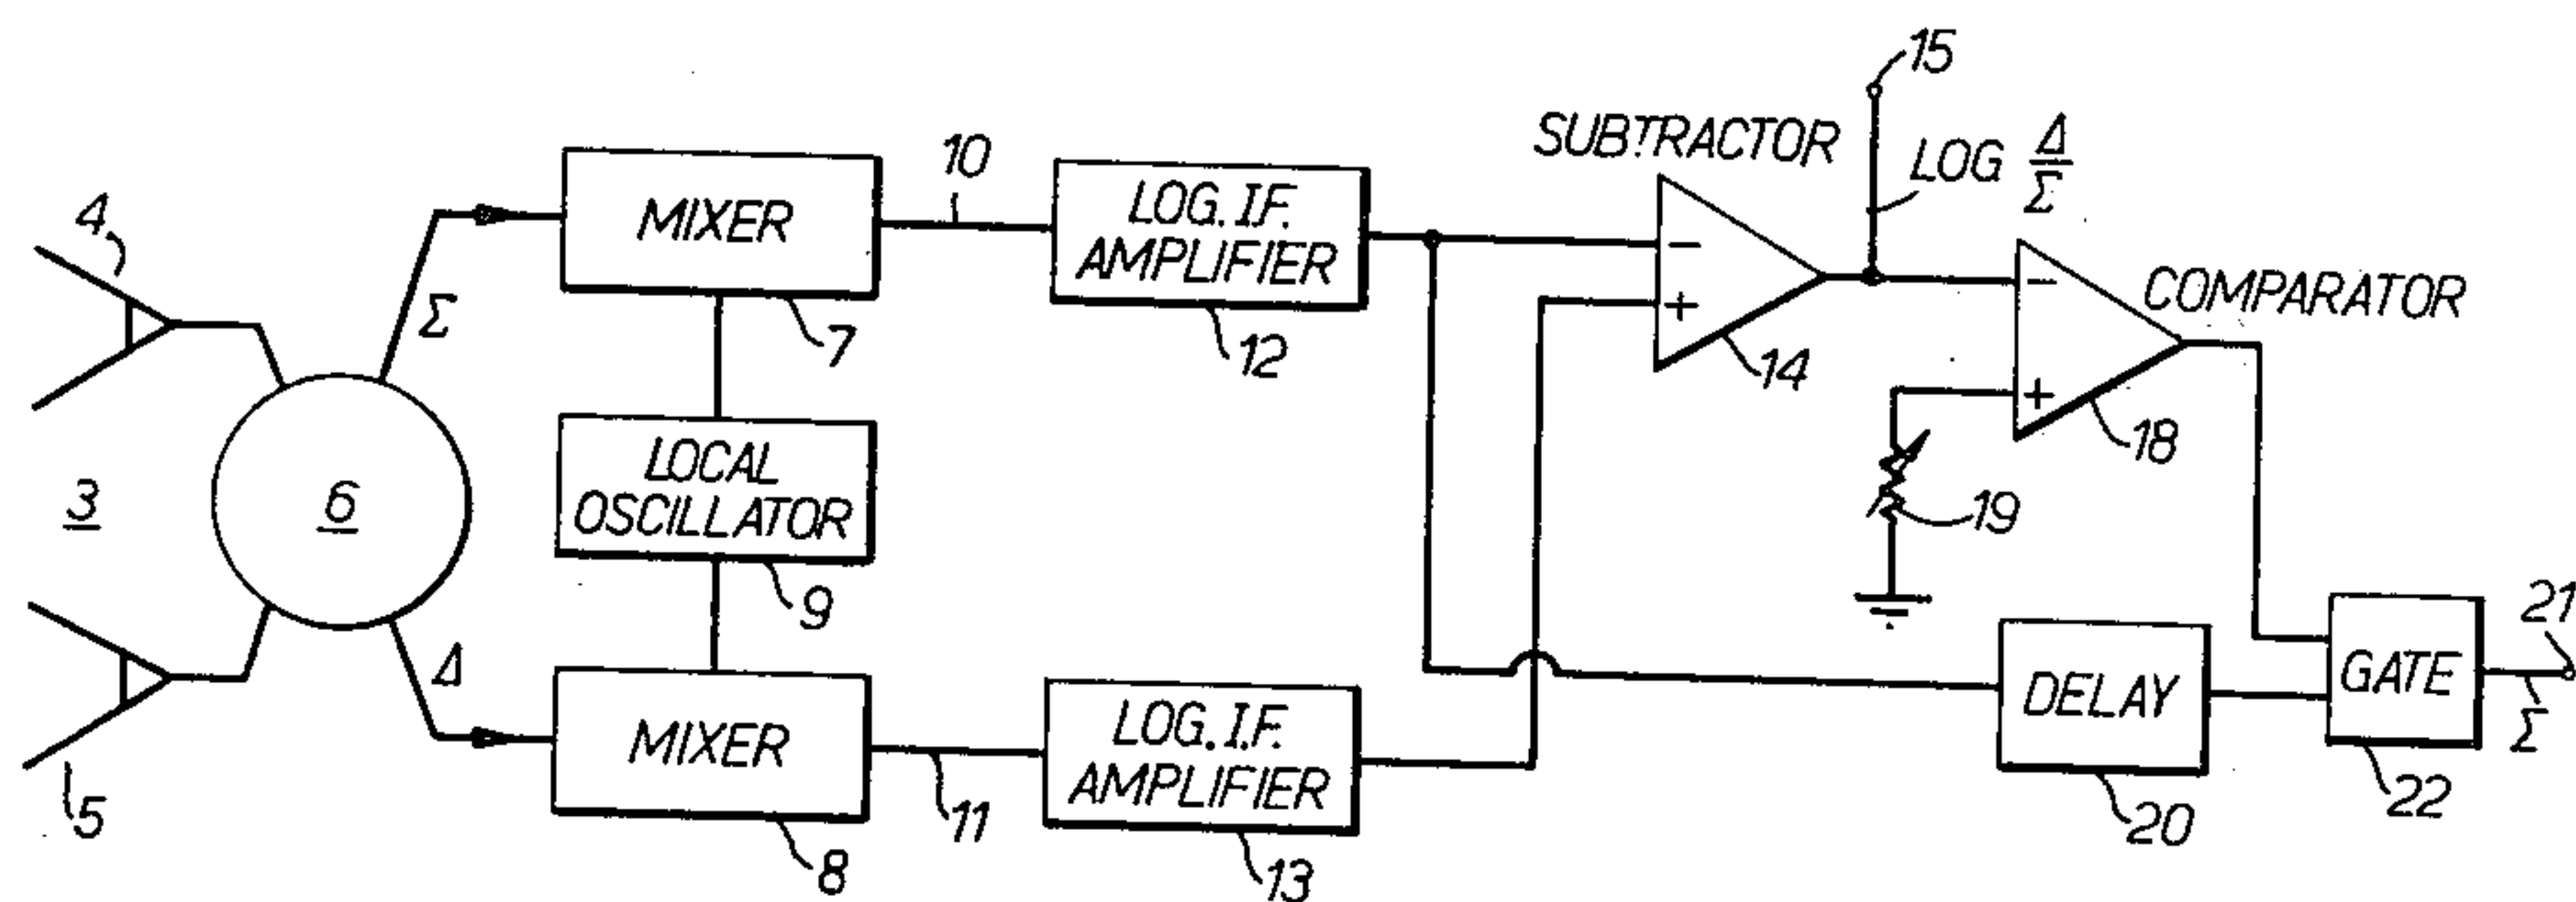 15
SUBTRACTOR
LOG Δ/Σ
4
Σ
MIXER
7
10
LOG. I.F.
AMPLIFIER
12
−
+
14
−
COMPARATOR
+
18
3
6
LOCAL
OSCILLATOR
9
19
5
Δ
MIXER
8
11
LOG. I.F.
AMPLIFIER
13
DELAY
20
GATE
22
21
Σ